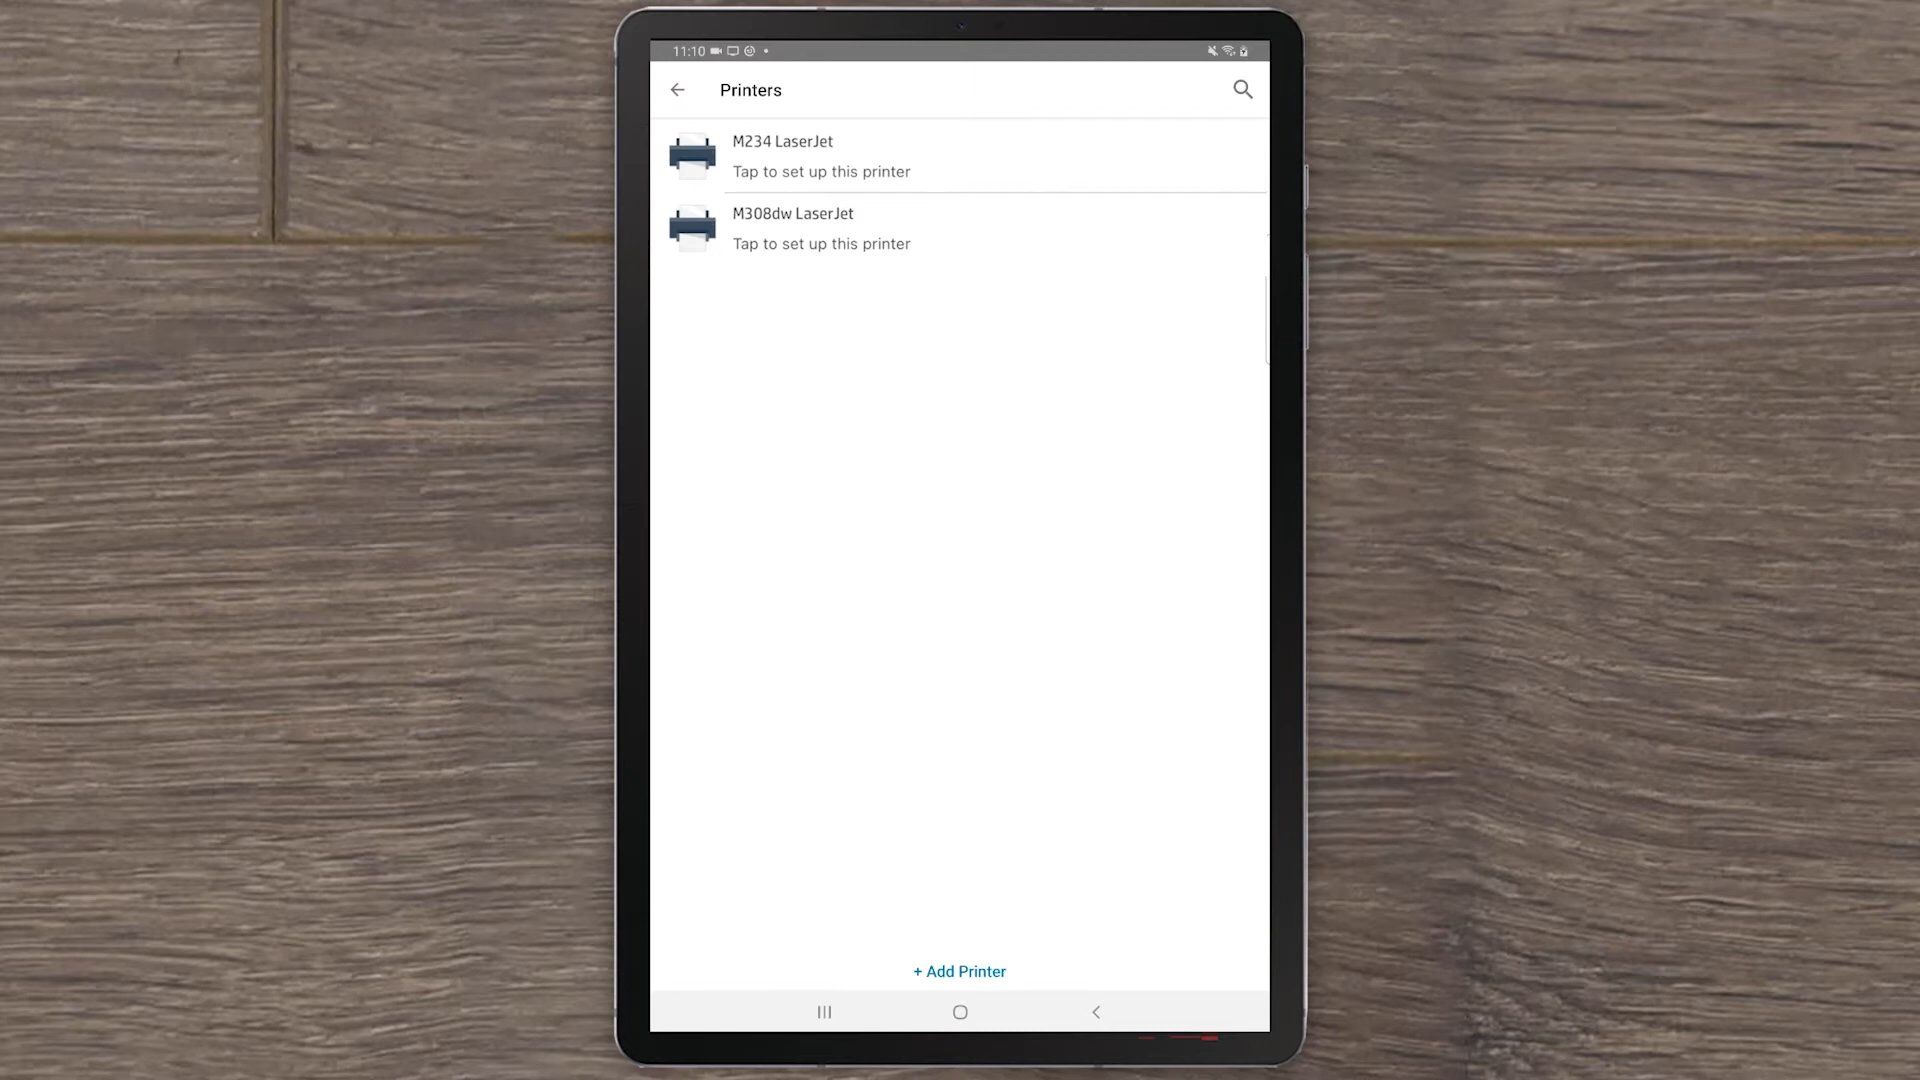 11:10
Printers
M234 LaserJet
Tap to set up this printer
M308dw LaserJet
Tap to set up this printer
+ Add Printer